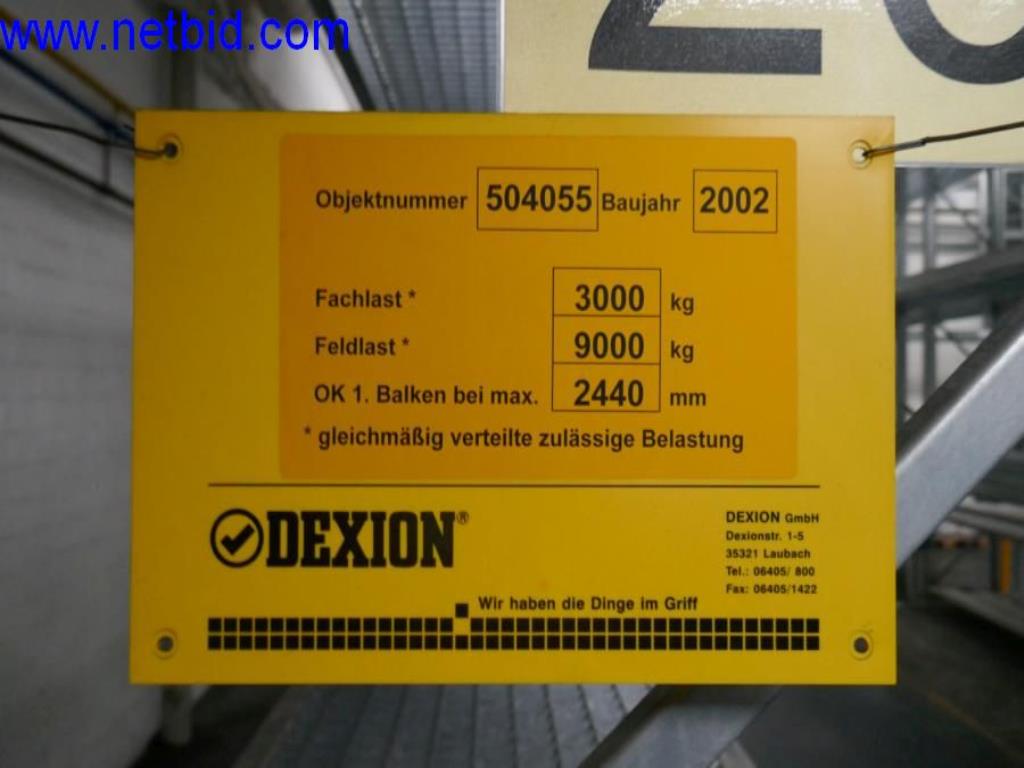 www.netbid.com
20
Objektnummer 504055 Baujahr 2002
Fachlast * 3000 kg
Feldlast * 9000 kg
OK 1. Balken bei max. 2440 mm
* gleichmäßig verteilte zulässige Belastung
DEXION®
DEXION GmbH
Dexionstr. 1-5
35321 Laubach
Tel.: 06405/ 800
Fax: 06405/1422
Wir haben die Dinge im Griff